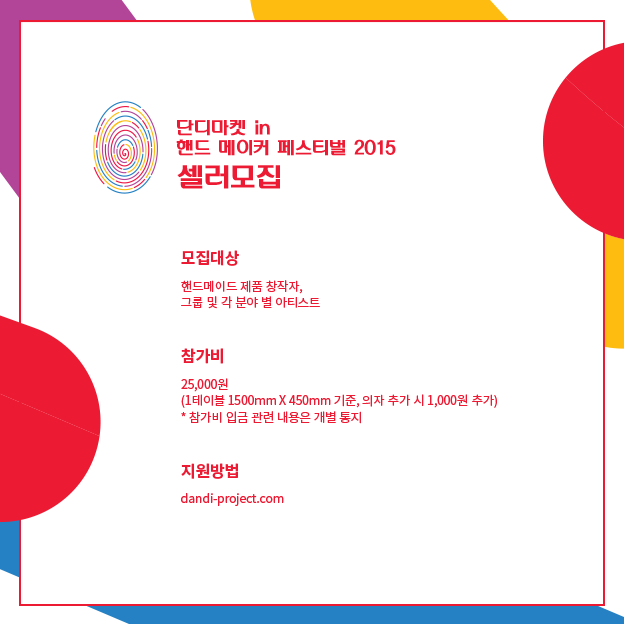 단디마켓 in
핸드 메이커 페스티벌 2015
셀러모집
모집대상
핸드메이드 제품 창작자,
그룹 및 각 분야 별 아티스트
참가비
25,000원
(1테이블 1500mm X 450mm 기준, 의자 추가 시 1,000원 추가)
* 참가비 입금 관련 내용은 개별 통지
지원방법
dandi-project.com